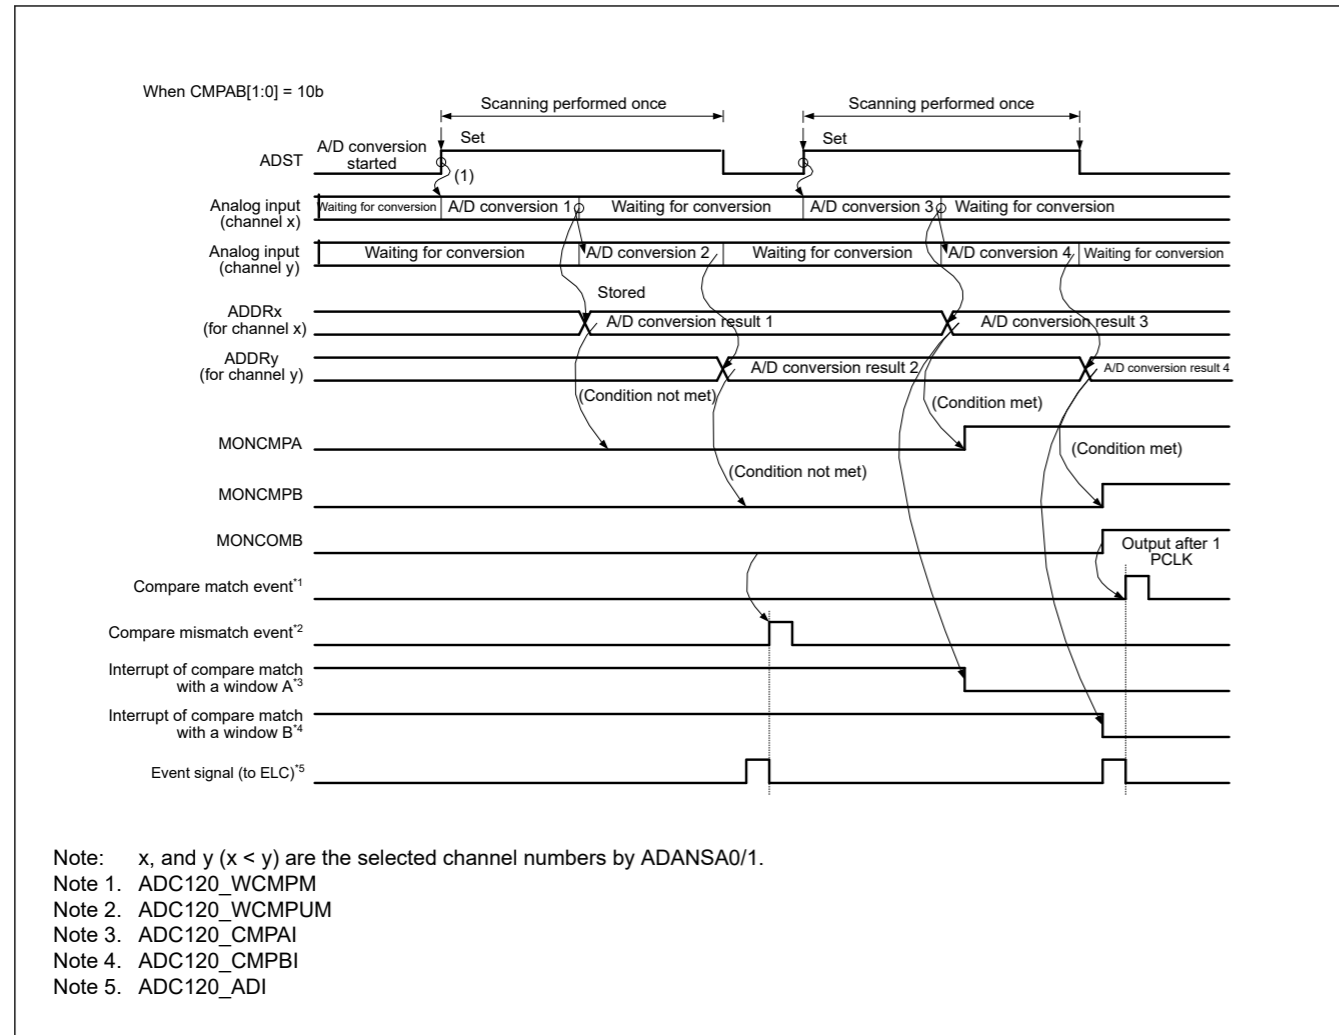 When CMPAB[1:0] = 10b
Scanning performed once
Scanning performed once
ADST
A/D conversion
started
Set
(1)
Set
Analog input
(channel x)
Waiting for conversion
A/D conversion 1
Waiting for conversion
A/D conversion 3
Waiting for conversion
Analog input
(channel y)
Waiting for conversion
A/D conversion 2
Waiting for conversion
A/D conversion 4
Waiting for conversion
Stored
ADDRx
(for channel x)
A/D conversion result 1
A/D conversion result 3
ADDRy
(for channel y)
A/D conversion result 2
A/D conversion result 4
(Condition not met)
(Condition met)
MONCMPA
(Condition not met)
(Condition met)
MONCMPB
MONCOMB
Output after 1
PCLK
Compare match event*1
Compare mismatch event*2
Interrupt of compare match
with a window A*3
Interrupt of compare match
with a window B*4
Event signal (to ELC)*5
Note: x, and y (x < y) are the selected channel numbers by ADANSA0/1.
Note 1. ADC120_WCMPM
Note 2. ADC120_WCMPUM
Note 3. ADC120_CMPAI
Note 4. ADC120_CMPBI
Note 5. ADC120_ADI